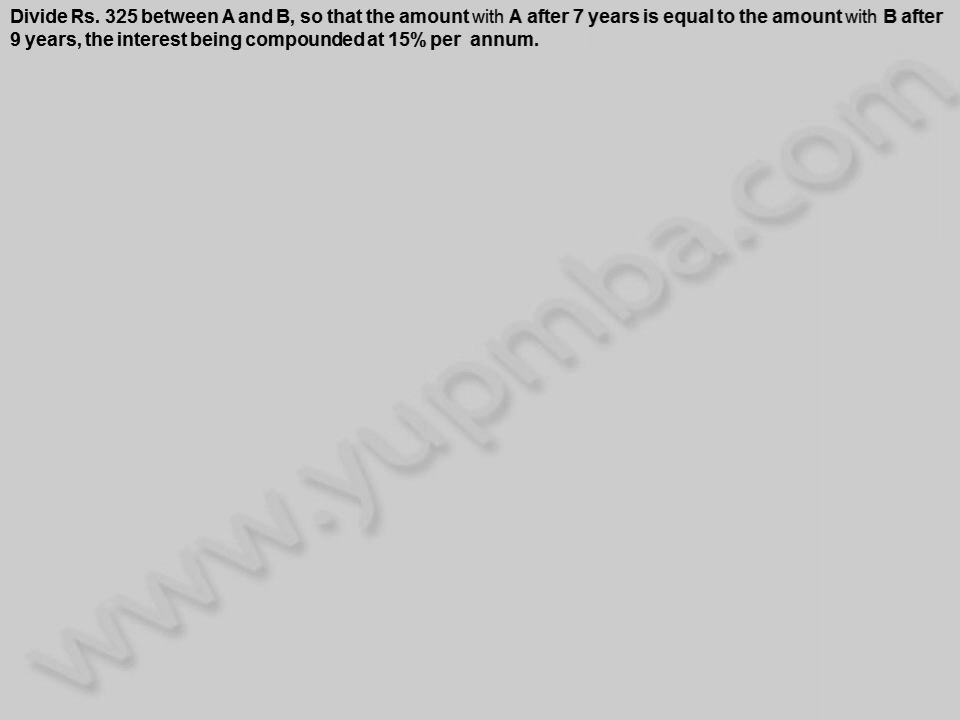 Divide Rs. 325 between A and B, so that the amount with A after 7 years is equal to the amount with B after
9 years, the interest being compounded at 15% per  annum.
www.yupmba.com